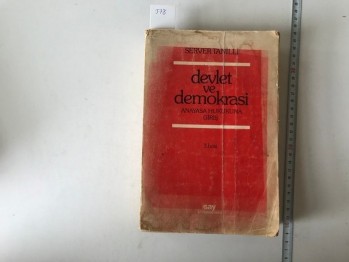 SERVER TANİLLİ
devlet
ve
demokrasi
ANAYASA HUKUKUNA
GİRİŞ